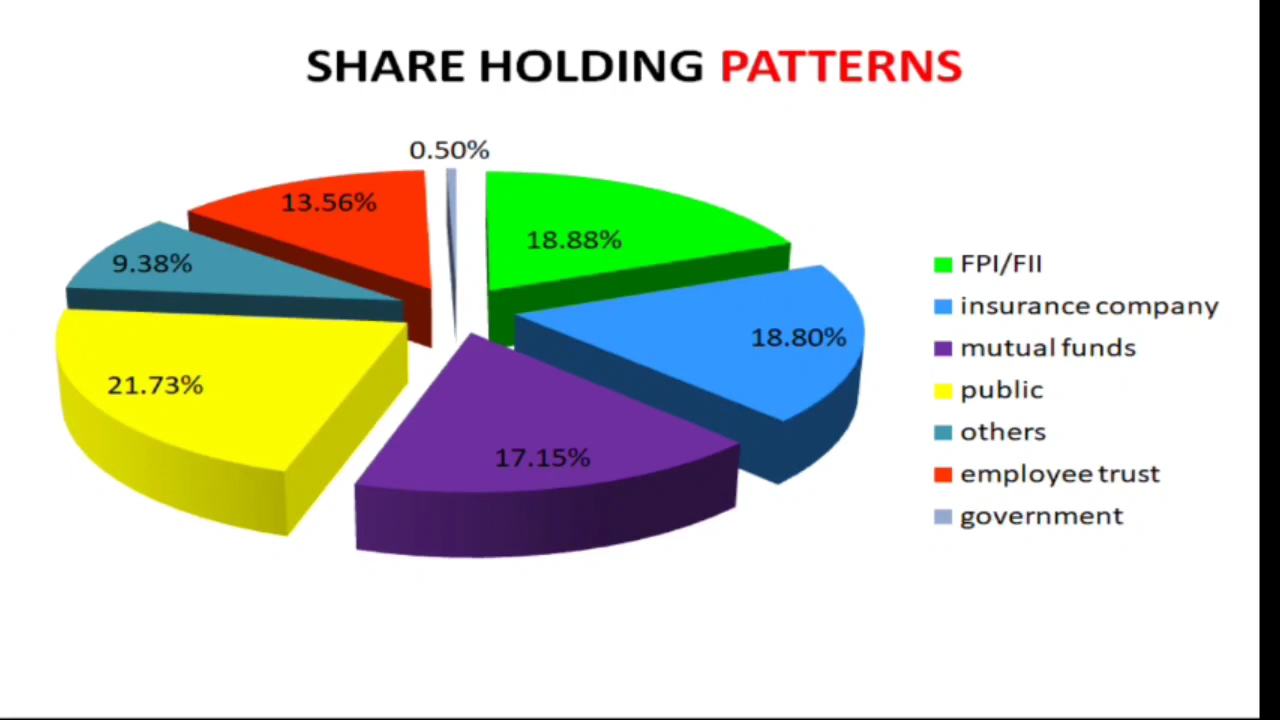 SHARE HOLDING PATTERNS
0.50%
13.56%
18.88%
9.38%
18.80%
21.73%
17.15%
FPI/FII
insurance company
mutual funds
public
others
employee trust
government